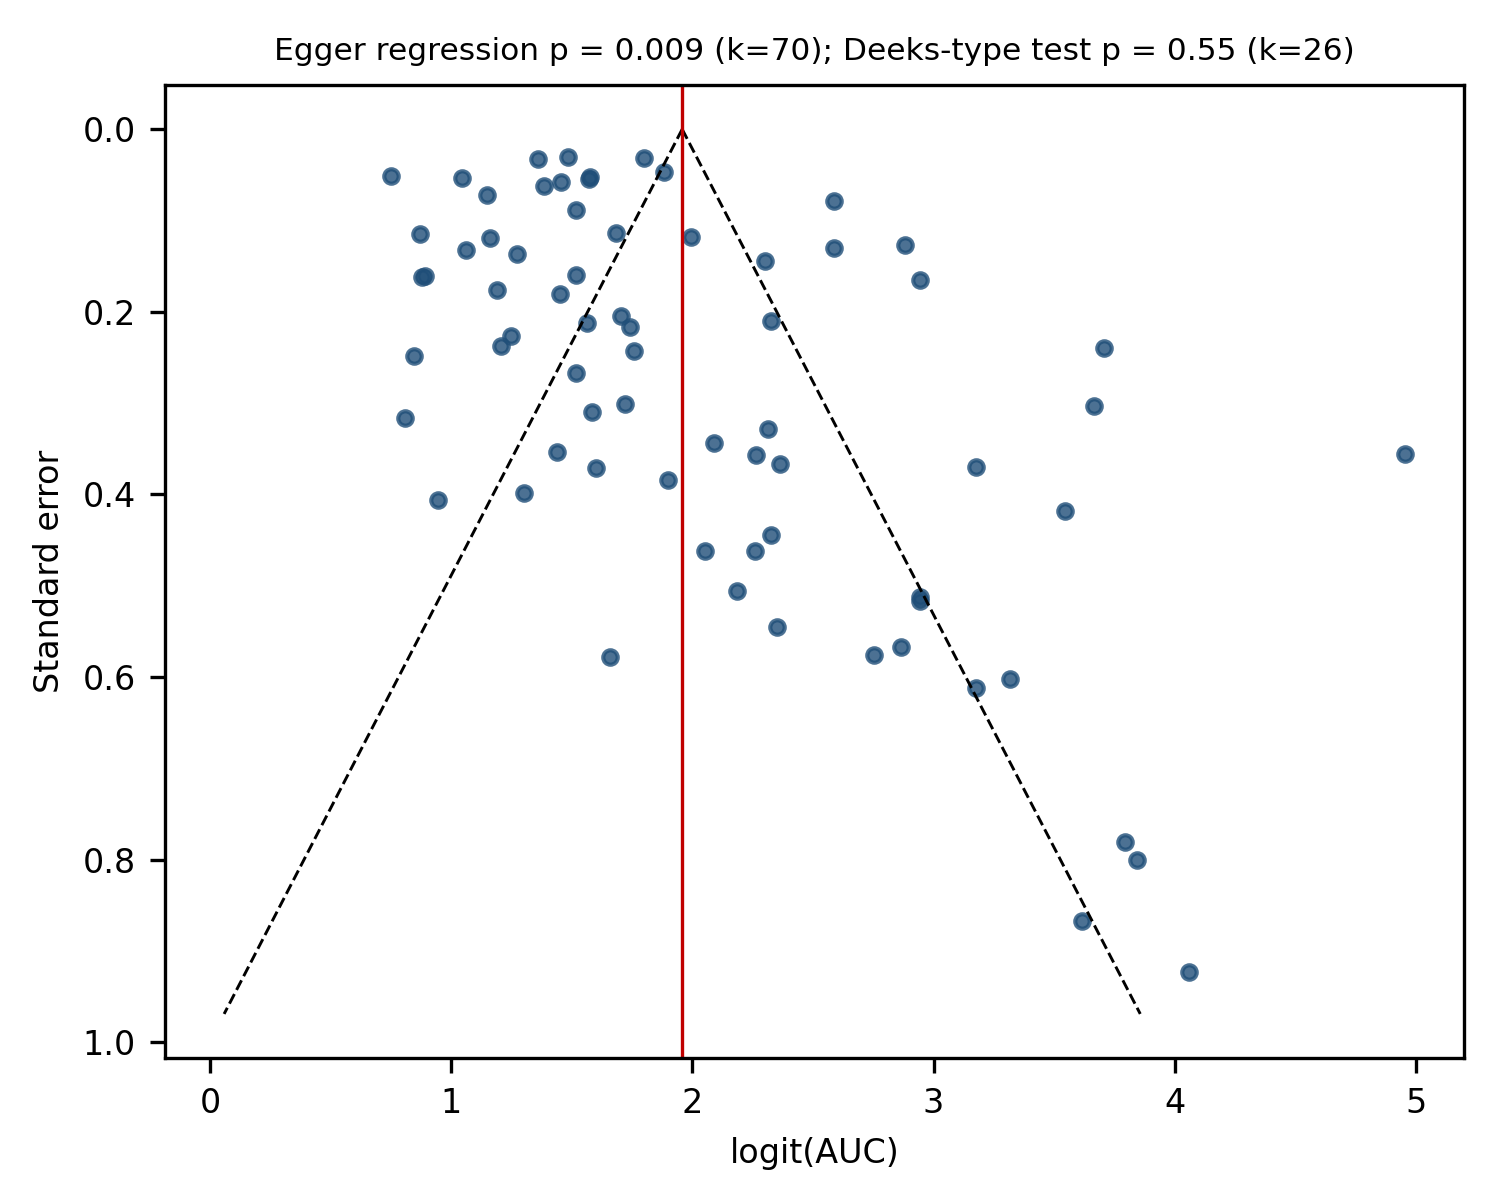 Egger regression p = 0.009 (k=70); Deeks-type test p = 0.55 (k=26)
Standard error
0.0
0.2
0.4
0.6
0.8
1.0
0 1 2 3 4 5
logit(AUC)